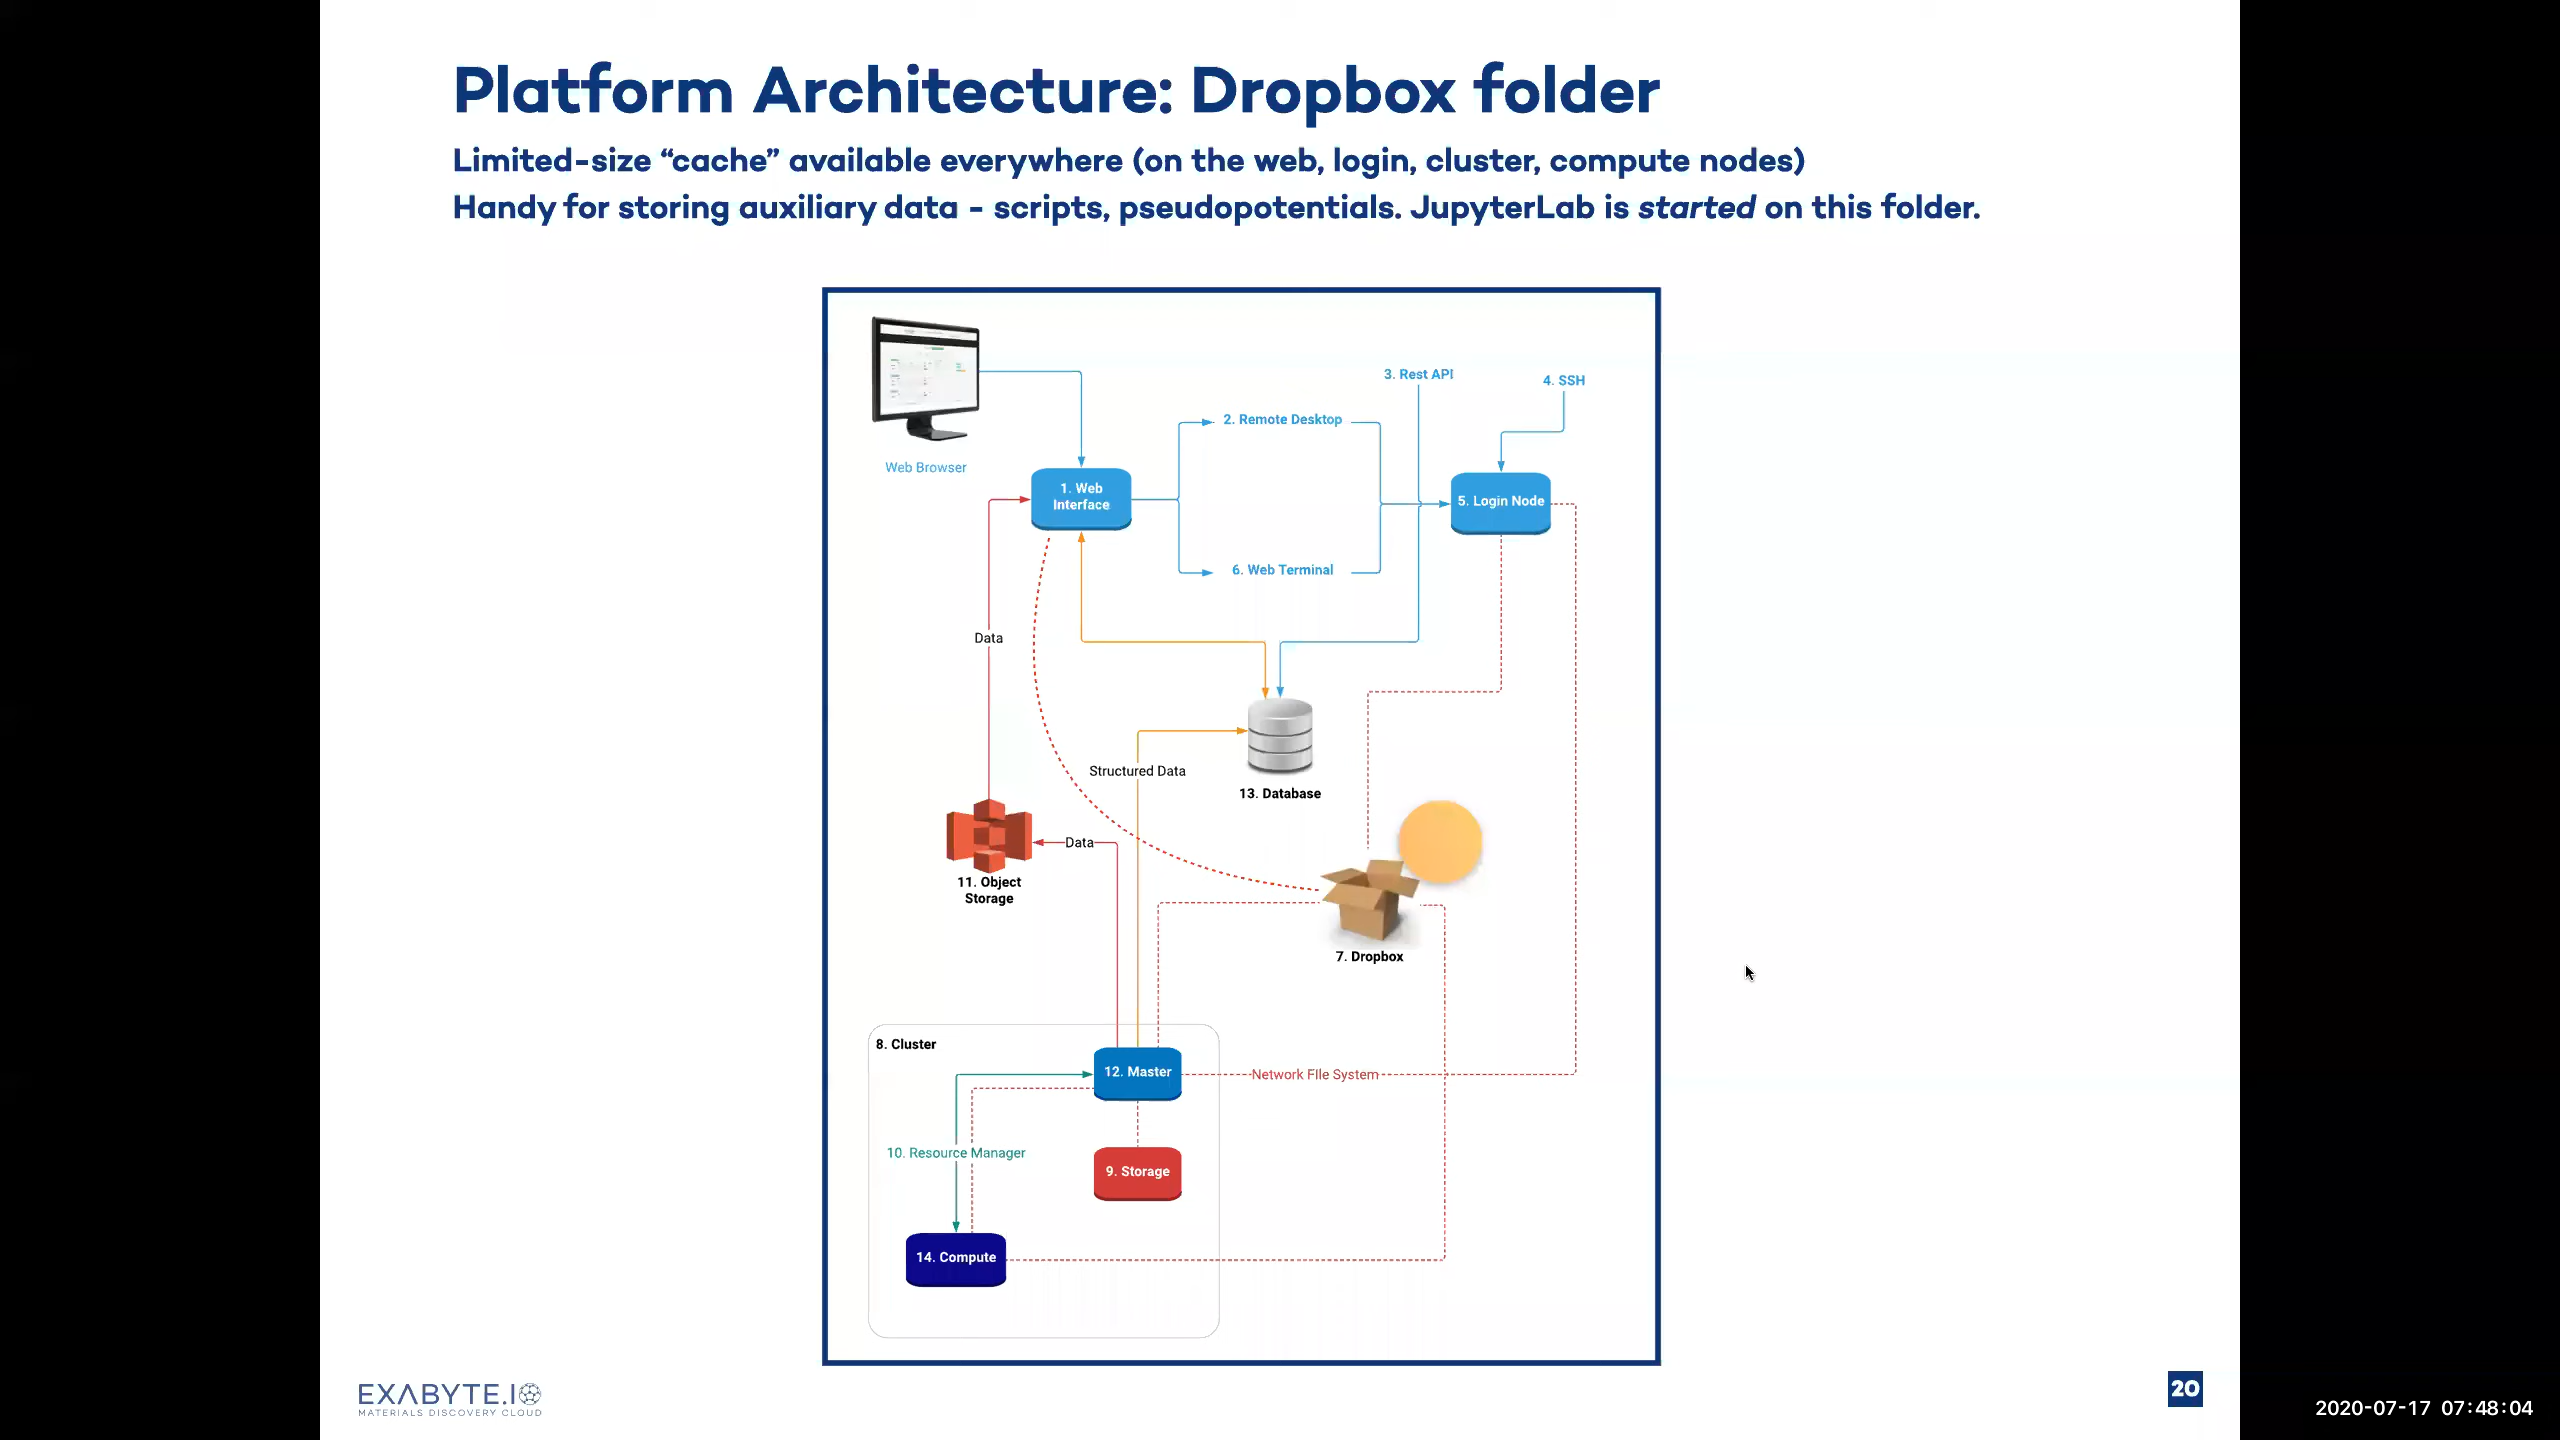 Platform Architecture: Dropbox folder
Limited-size “cache” available everywhere (on the web, login, cluster, compute nodes)
Handy for storing auxiliary data - scripts, pseudopotentials. JupyterLab is started on this folder.
3. Rest API
4. SSH
2. Remote Desktop
Web Browser
1. Web
Interface
5. Login Node
6. Web Terminal
Data
Structured Data
13. Database
Data
11. Object
Storage
7. Dropbox
8. Cluster
12. Master
Network FIle System
10. Resource Manager
9. Storage
14. Compute
EXABYTE.IO
MATERIALS DISCOVERY CLOUD
20
2020-07-17 07:48:04